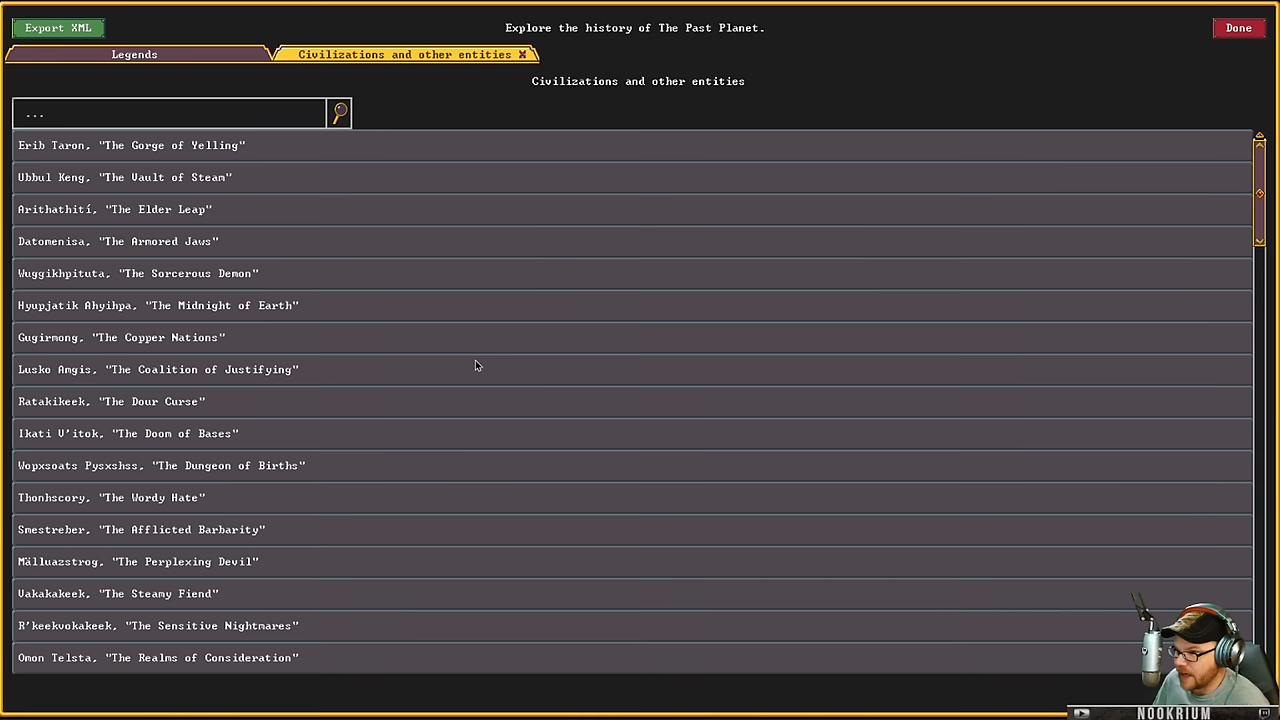 Export XML
Explore the history of The Past Planet.
Done
Legends
Civilizations and other entities
Civilizations and other entities
...
Erib Taron, "The Gorge of Yelling"
Ubbul Keng, "The Vault of Steam"
Arithathití, "The Elder Leap"
Datomenisa, "The Armored Jaws"
Wuggikhpituta, "The Sorcerous Demon"
Hyupjatik Ahyihpa, "The Midnight of Earth"
Gugirmong, "The Copper Nations"
Lusko Amgis, "The Coalition of Justifying"
Ratakikeek, "The Dour Curse"
Ikati V'itok, "The Doom of Bases"
Wopxsoats Pysxshss, "The Dungeon of Births"
Thonhscory, "The Wordy Hate"
Smestreber, "The Afflicted Barbarity"
Mälluazstrog, "The Perplexing Devil"
Vakakakeek, "The Steamy Fiend"
R'keekvokakeek, "The Sensitive Nightmares"
Omon Telsta, "The Realms of Consideration"
NOOKRIUM